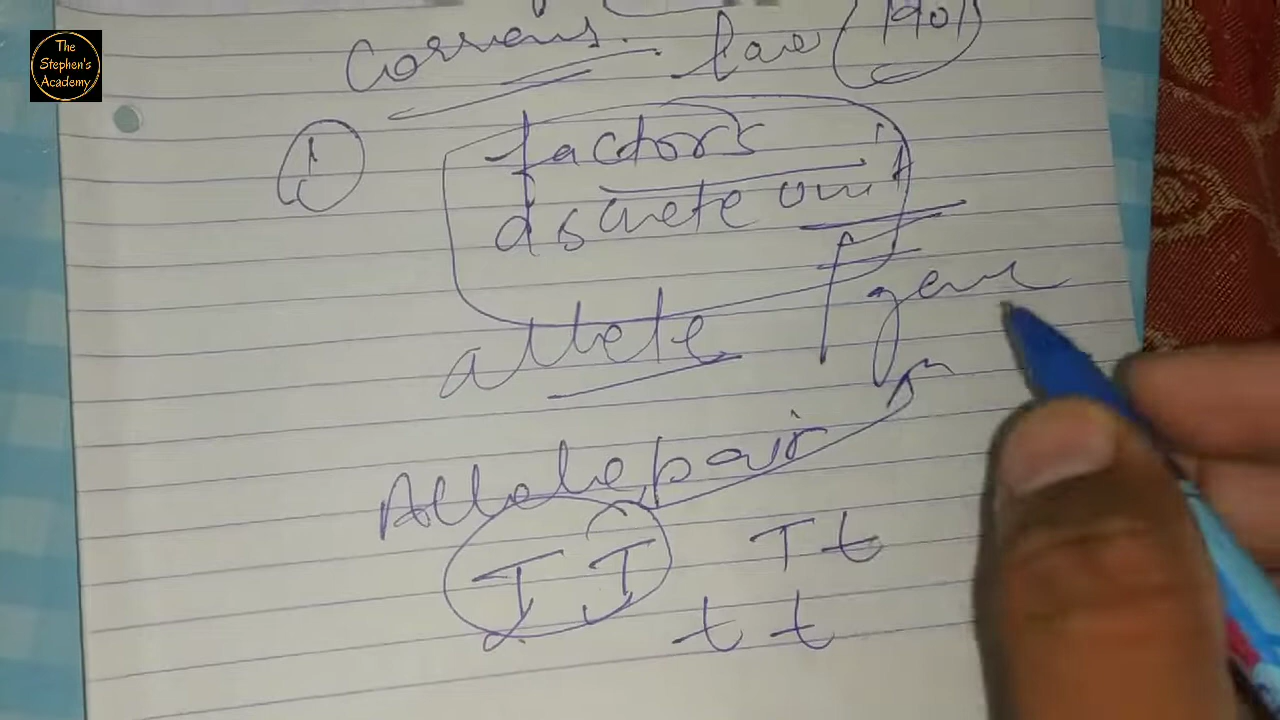 The
Stephen's
Academy
Correns. law (1901)
①
factors
discrete unit
allele gene
Allele pair
TT Tt
tt